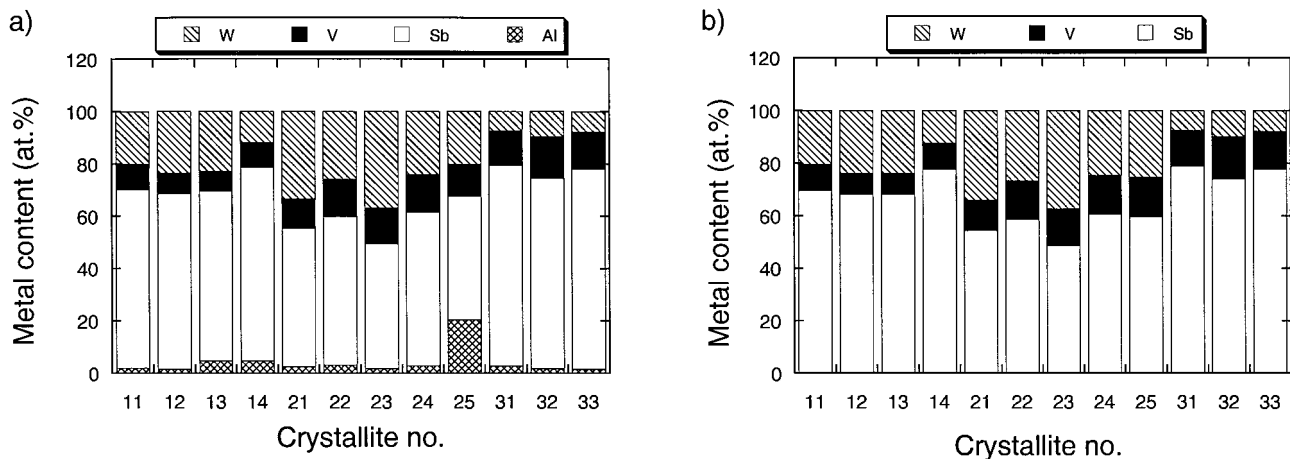 a)
W V Sb Al
120
100
80
60
40
20
0
Metal content (at.%)
11 12 13 14 21 22 23 24 25 31 32 33
Crystallite no.
b)
W V Sb
120
100
80
60
40
20
0
Metal content (at.%)
11 12 13 14 21 22 23 24 25 31 32 33
Crystallite no.